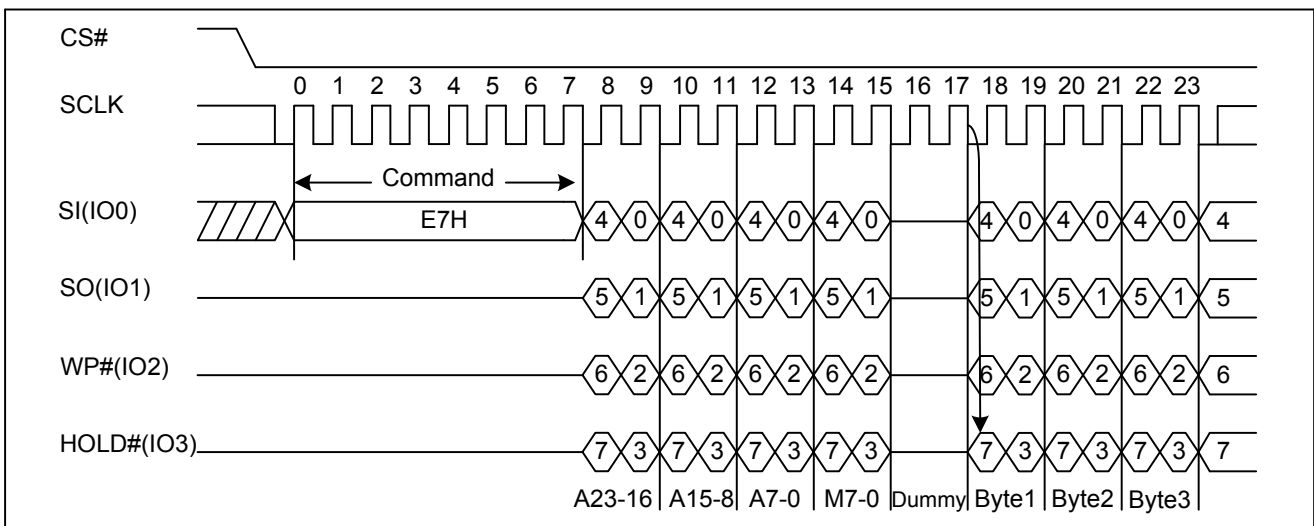 CS#
0 1 2 3 4 5 6 7 8 9 10 11 12 13 14 15 16 17 18 19 20 21 22 23
SCLK
Command
SI(IO0) E7H 4 0 4 0 4 0 4 0 4 0 4 0 4 0 4
SO(IO1) 5 1 5 1 5 1 5 1 5 1 5 1 5 1 5
WP#(IO2) 6 2 6 2 6 2 6 2 6 2 6 2 6 2 6
HOLD#(IO3) 7 3 7 3 7 3 7 3 7 3 7 3 7 3 7
A23-16 A15-8 A7-0 M7-0 Dummy Byte1 Byte2 Byte3